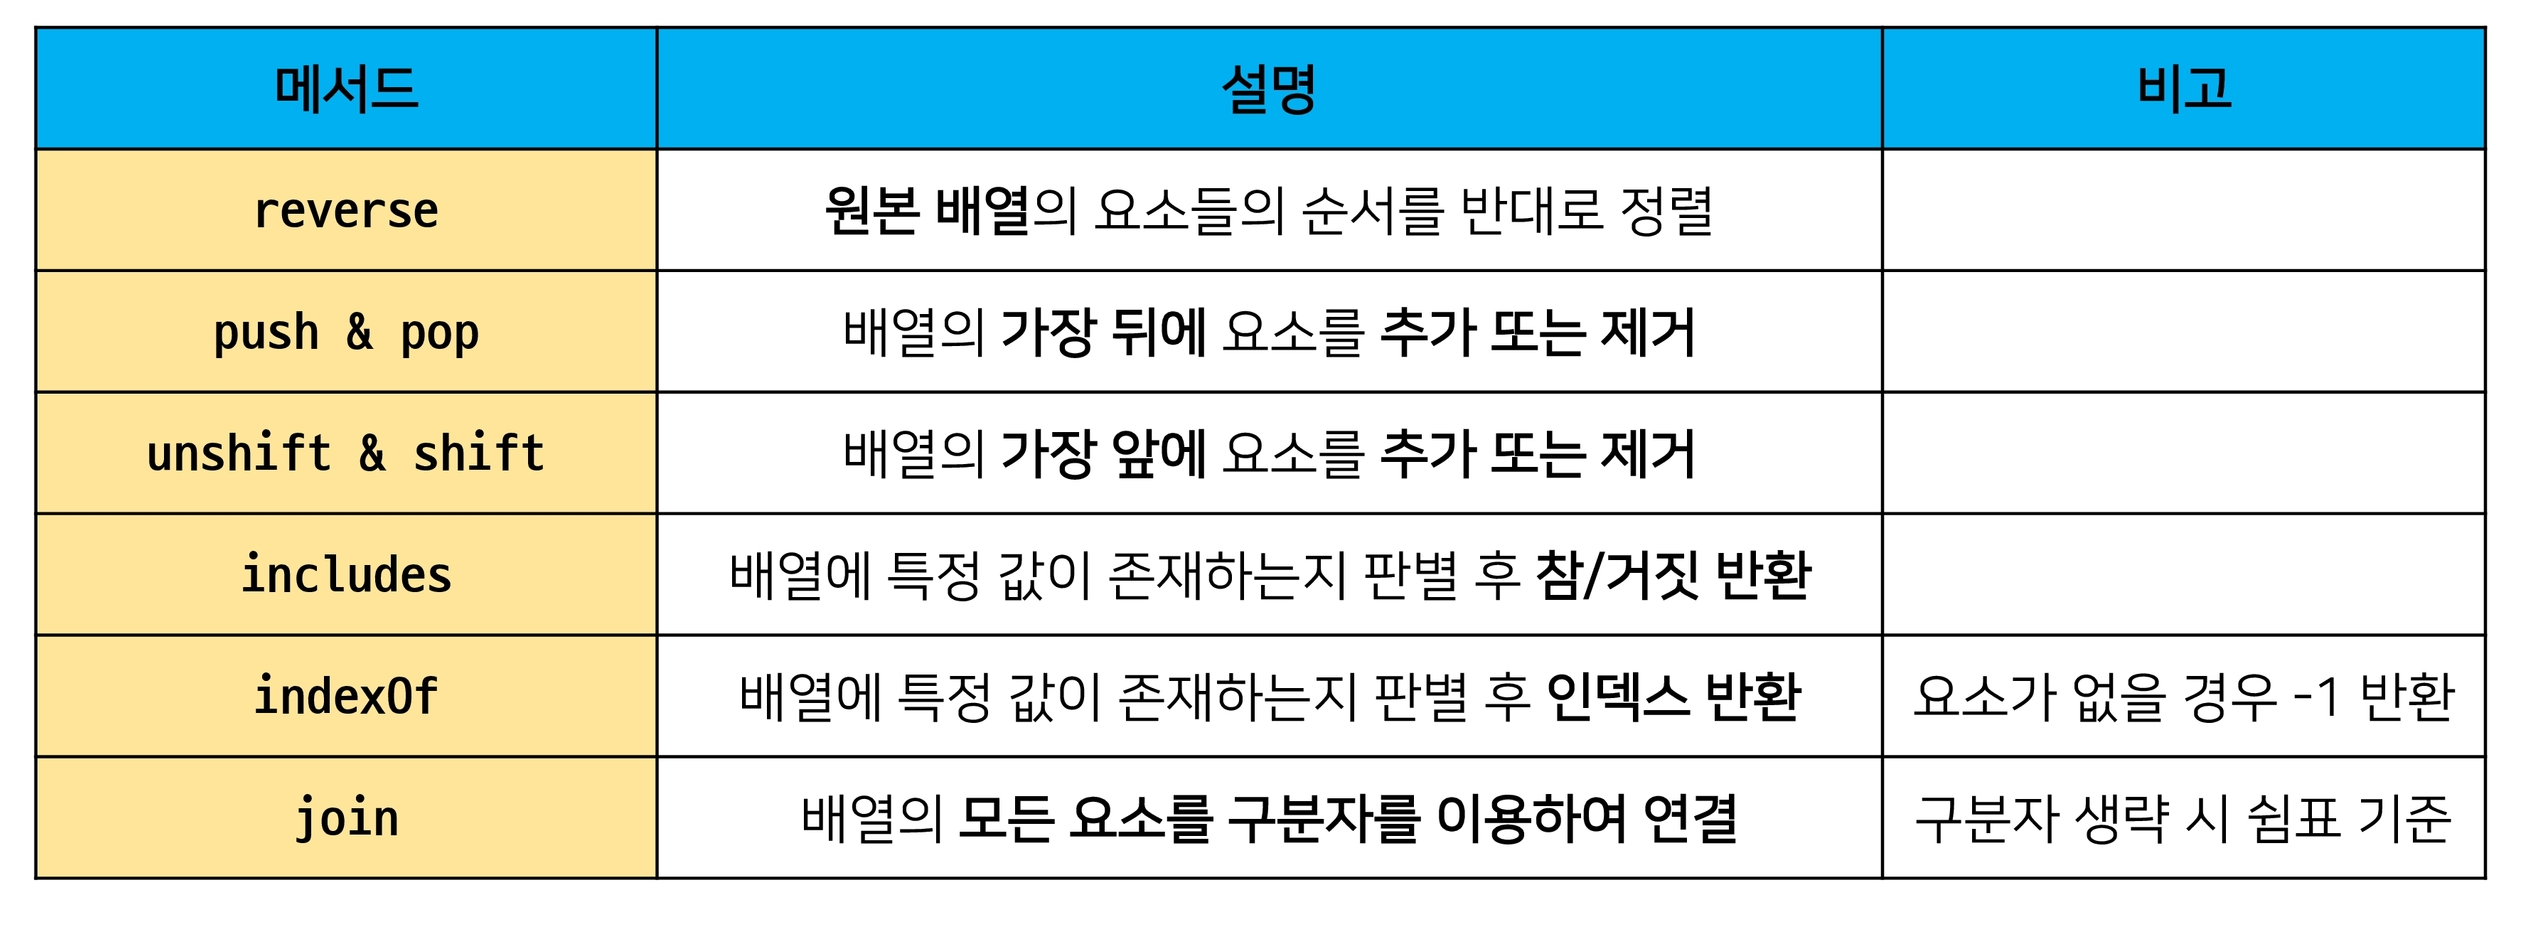 메서드 설명 비고
reverse 원본 배열의 요소들의 순서를 반대로 정렬
push & pop 배열의 가장 뒤에 요소를 추가 또는 제거
unshift & shift 배열의 가장 앞에 요소를 추가 또는 제거
includes 배열에 특정 값이 존재하는지 판별 후 참/거짓 반환
indexOf 배열에 특정 값이 존재하는지 판별 후 인덱스 반환 요소가 없을 경우 -1 반환
join 배열의 모든 요소를 구분자를 이용하여 연결 구분자 생략 시 쉼표 기준